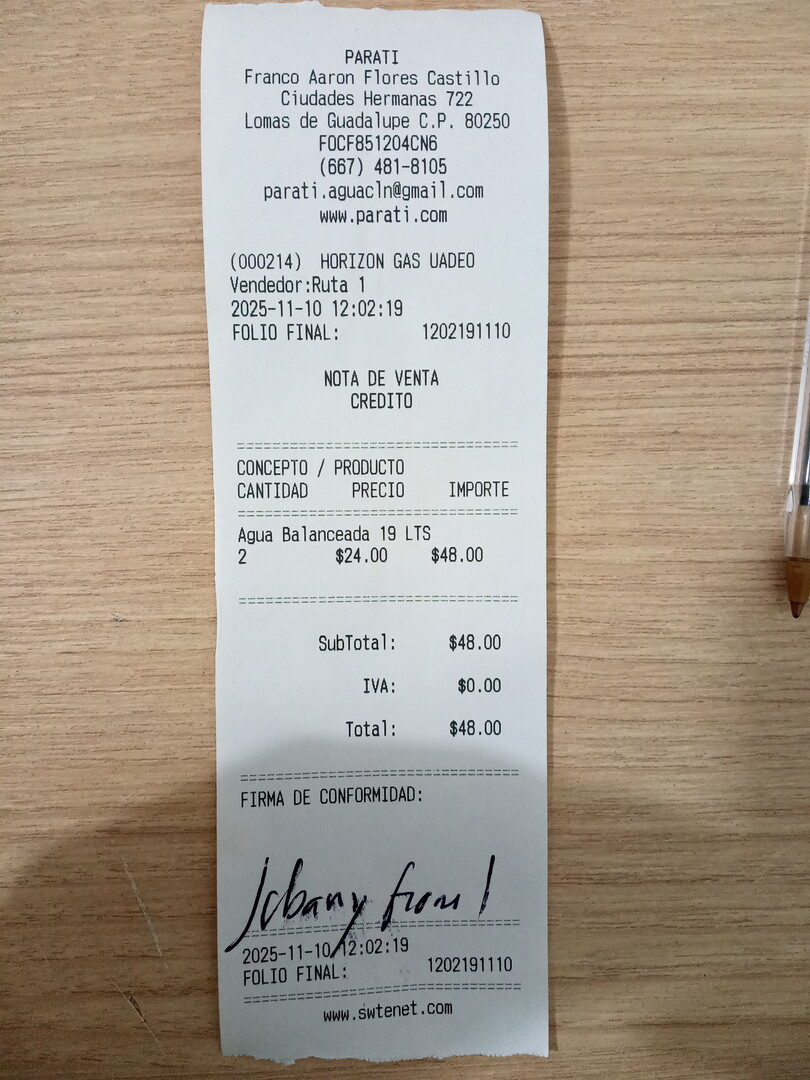 PARATI
Franco Aaron Flores Castillo
Ciudades Hermanas 722
Lomas de Guadalupe C.P. 80250
FOCF851204CN6
(667) 481-8105
parati.aguacln@gmail.com
www.parati.com
(000214) HORIZON GAS UADEO
Vendedor:Ruta 1
2025-11-10 12:02:19
FOLIO FINAL: 1202191110
NOTA DE VENTA
CREDITO
CONCEPTO / PRODUCTO
CANTIDAD PRECIO IMPORTE
Agua Balanceada 19 LTS
2 $24.00 $48.00
SubTotal: $48.00
IVA: $0.00
Total: $48.00
FIRMA DE CONFORMIDAD:
2025-11-10 12:02:19
FOLIO FINAL: 1202191110
www.swtenet.com